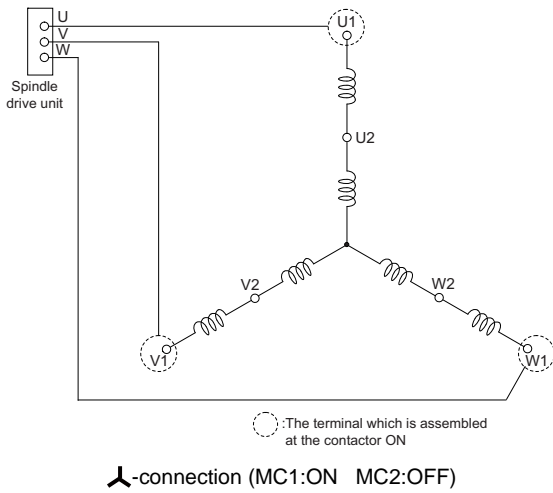 U
V
W
Spindle
drive unit
U1
U2
V2
W2
V1
W1
:The terminal which is assembled
at the contactor ON
-connection (MC1:ON MC2:OFF)